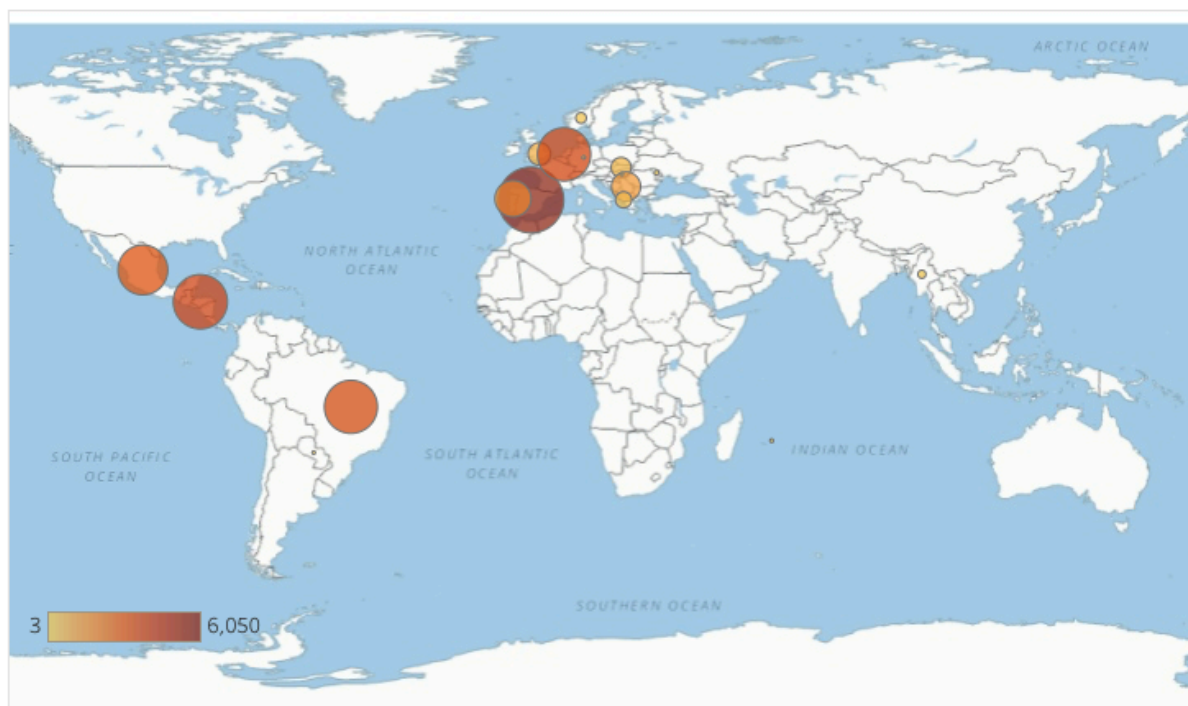 ARCTIC OCEAN
NORTH ATLANTIC
OCEAN
SOUTH PACIFIC
OCEAN
SOUTH ATLANTIC
OCEAN
INDIAN OCEAN
SOUTHERN OCEAN
3
6,050